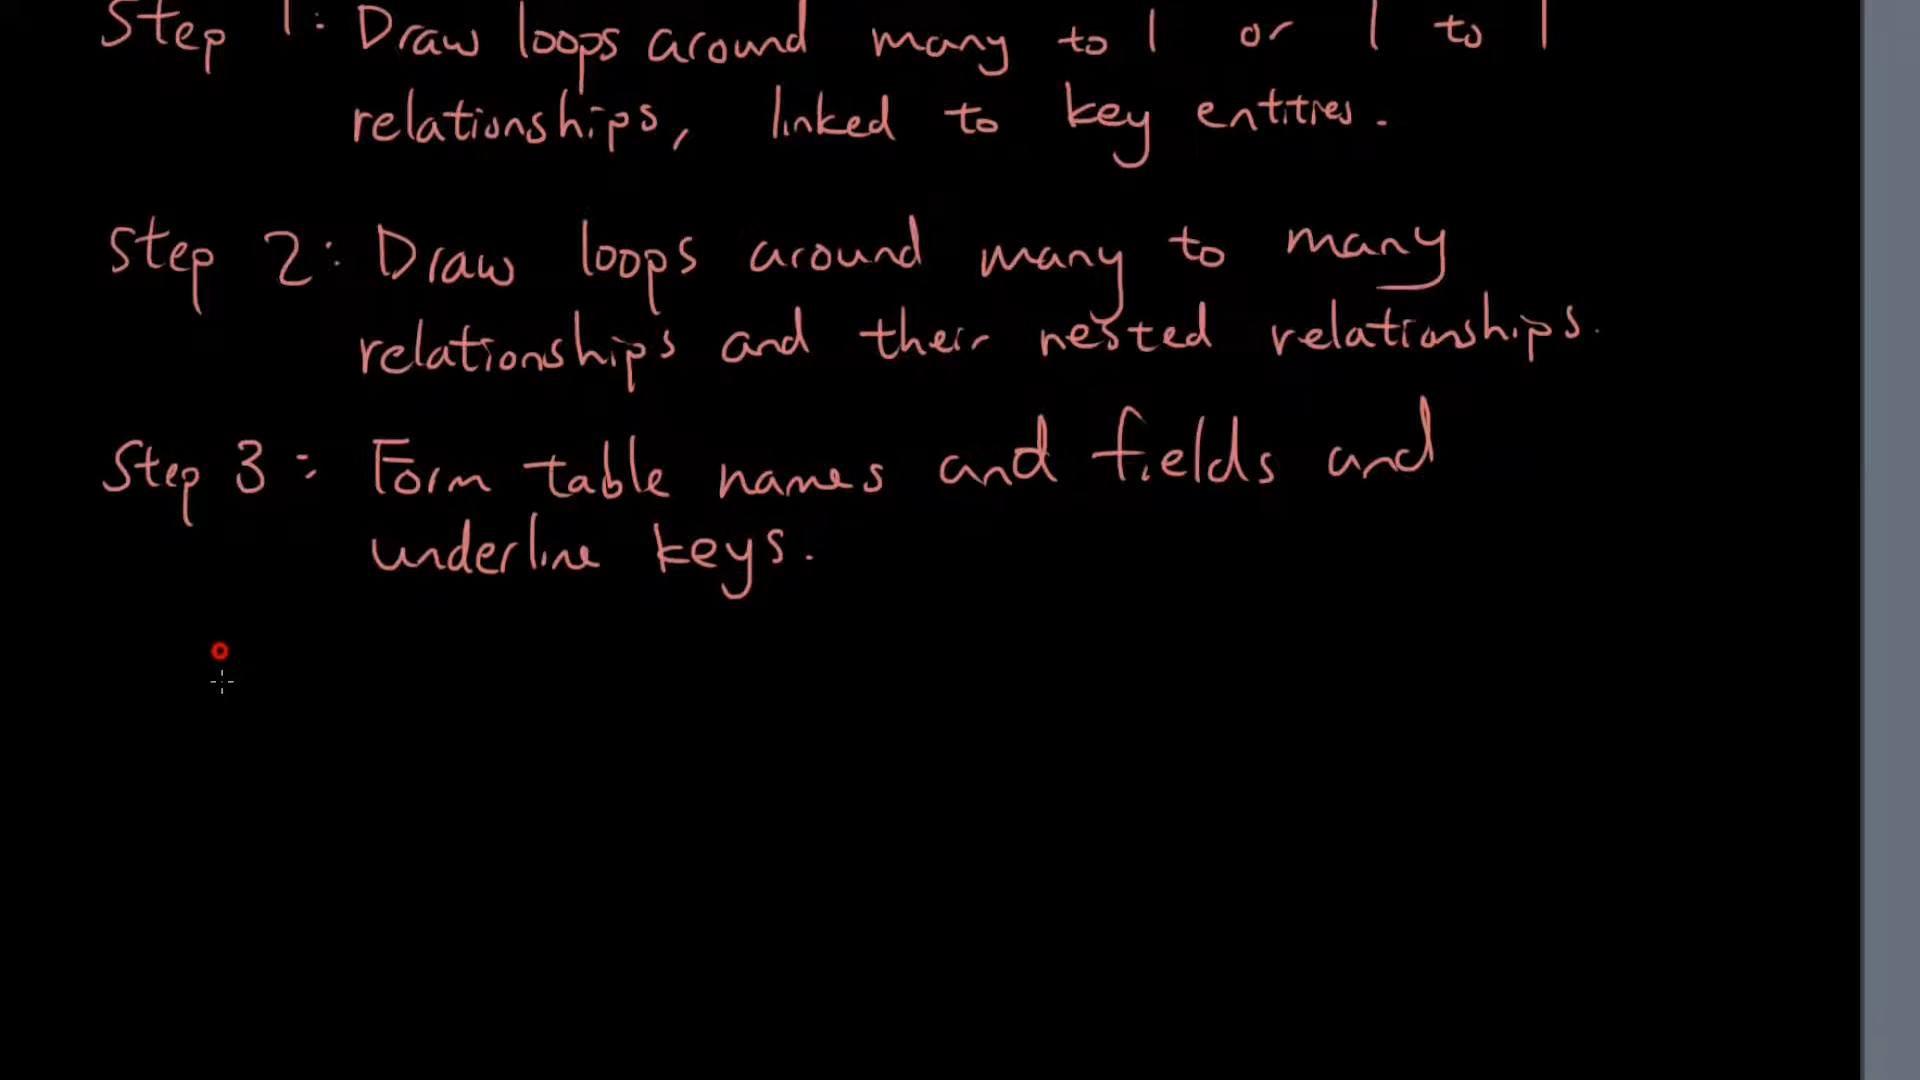 Step 1: Draw loops around many to 1 or 1 to 1
relationships, linked to key entities.
Step 2: Draw loops around many to many
relationships and their nested relationships.
Step 3: Form table names and fields and
underline keys.